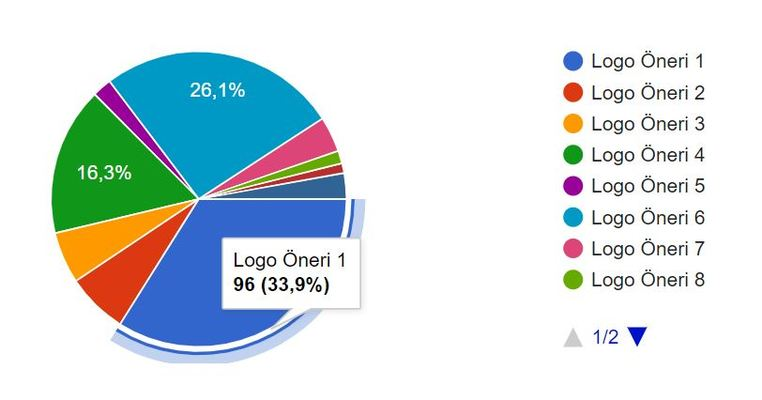 26,1%
16,3%
Logo Öneri 1
96 (33,9%)
Logo Öneri 1
Logo Öneri 2
Logo Öneri 3
Logo Öneri 4
Logo Öneri 5
Logo Öneri 6
Logo Öneri 7
Logo Öneri 8
1/2